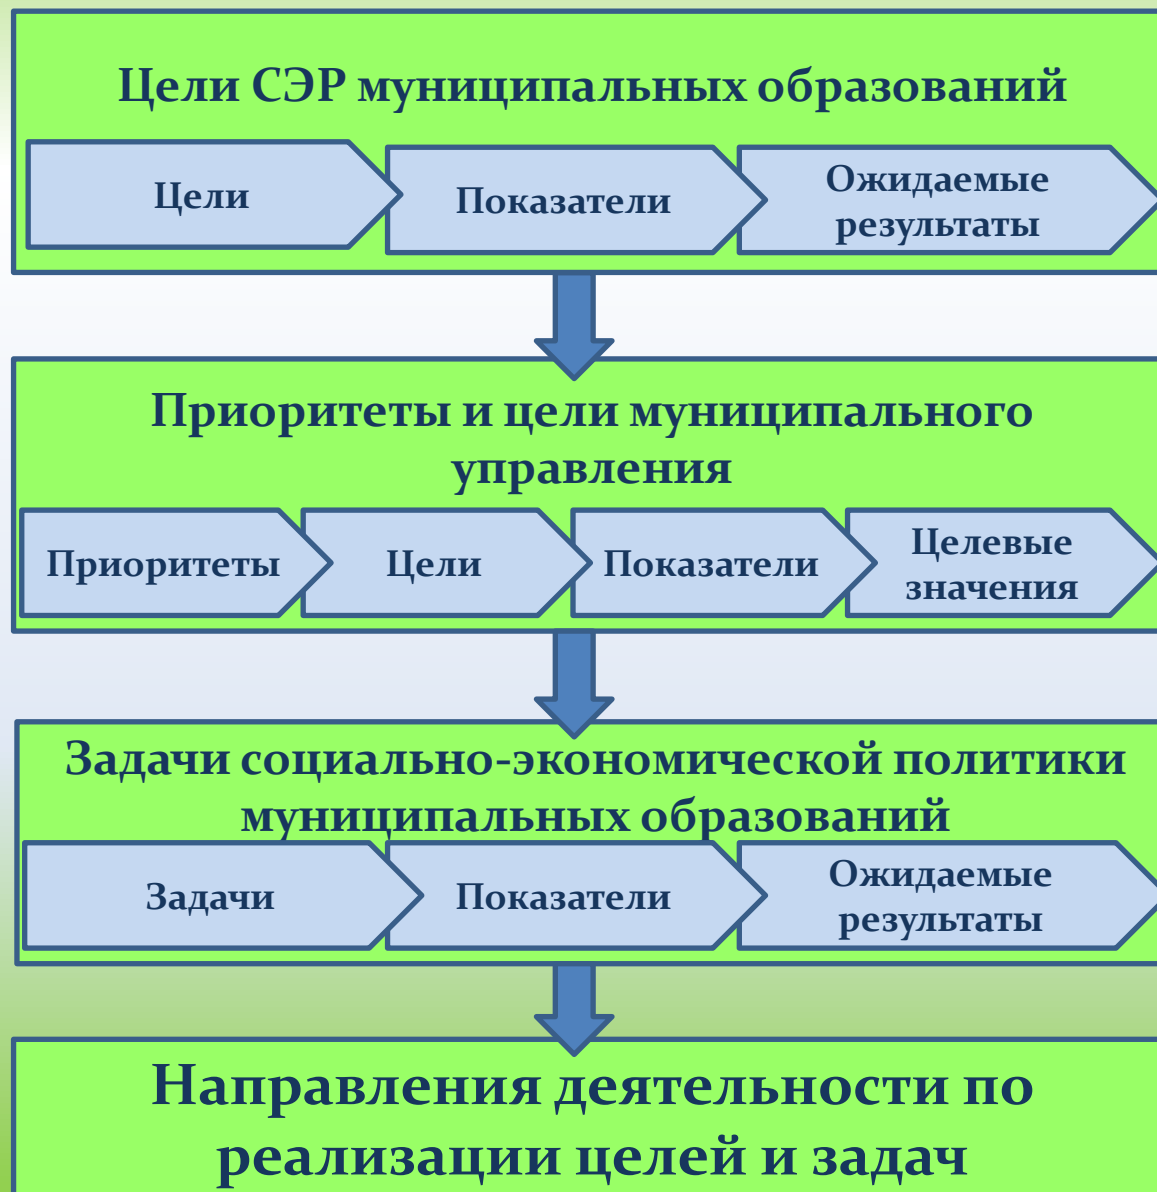 Цели СЭР муниципальных образований
Цели
Показатели
Ожидаемые
результаты
Приоритеты и цели муниципального
управления
Приоритеты
Цели
Показатели
Целевые
значения
Задачи социально-экономической политики
муниципальных образований
Задачи
Показатели
Ожидаемые
результаты
Направления деятельности по
реализации целей и задач